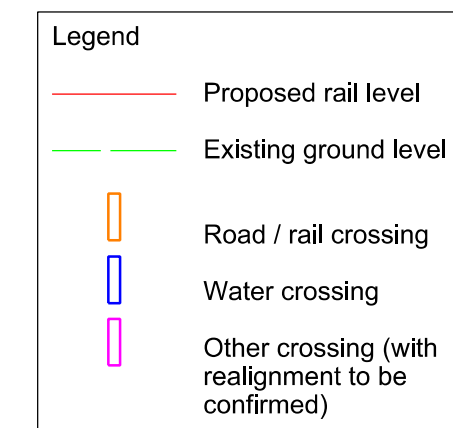 Legend
Proposed rail level
Existing ground level
Road / rail crossing
Water crossing
Other crossing (with
realignment to be
confirmed)